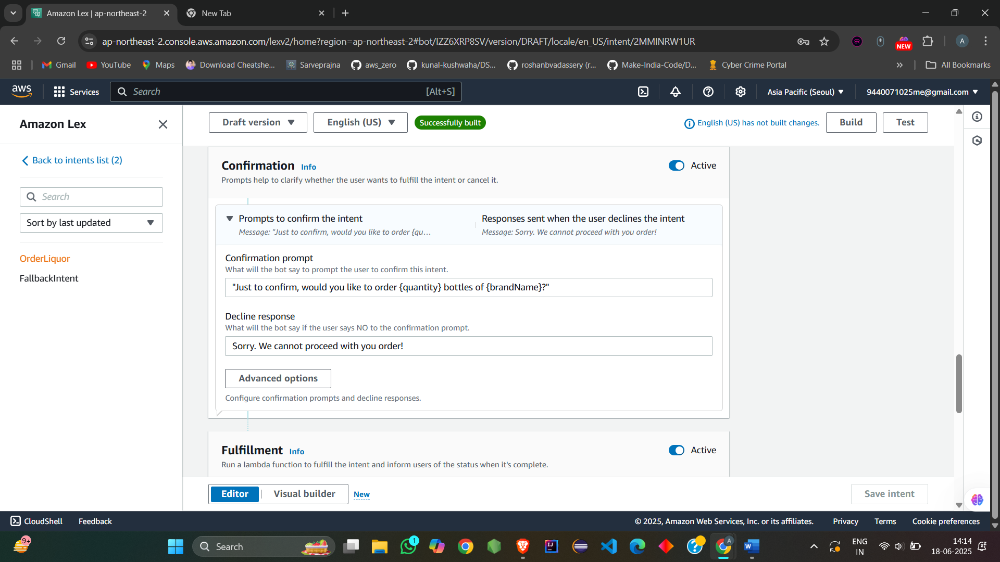 Amazon Lex | ap-northeast-2
New Tab
ap-northeast-2.console.aws.amazon.com/lexv2/home?region=ap-northeast-2#bot/IZZ6XRP8SV/version/DRAFT/locale/en_US/intent/2MMINRW1UR
BR
NEW
A
Gmail
YouTube
Maps
Download Cheatshe...
Sarveprajna
aws_zero
kunal-kushwaha/DS...
roshanbvadassery (r...
Make-India-Code/D...
Cyber Crime Portal
All Bookmarks
aws
Services
Search
[Alt+S]
Asia Pacific (Seoul)
9440071025me@gmail.com
Amazon Lex
Draft version
English (US)
Successfully built
English (US) has not built changes.
Build
Test
Back to intents list (2)
Search
Sort by last updated
OrderLiquor
FallbackIntent
Confirmation Info
Active
Prompts help to clarify whether the user wants to fulfill the intent or cancel it.
Prompts to confirm the intent
Message: "Just to confirm, would you like to order {qu...
Responses sent when the user declines the intent
Message: Sorry. We cannot proceed with you order!
Confirmation prompt
What will the bot say to prompt the user to confirm this intent.
"Just to confirm, would you like to order {quantity} bottles of {brandName}?"
Decline response
What will the bot say if the user says NO to the confirmation prompt.
Sorry. We cannot proceed with you order!
Advanced options
Configure confirmation prompts and decline responses.
Fulfillment Info
Active
Run a lambda function to fulfill the intent and inform users of the status when it's complete.
Editor
Visual builder
New
Save intent
CloudShell
Feedback
© 2025, Amazon Web Services, Inc. or its affiliates.
Privacy
Terms
Cookie preferences
9+
Search
1
A
ENG
IN
14:14
18-06-2025